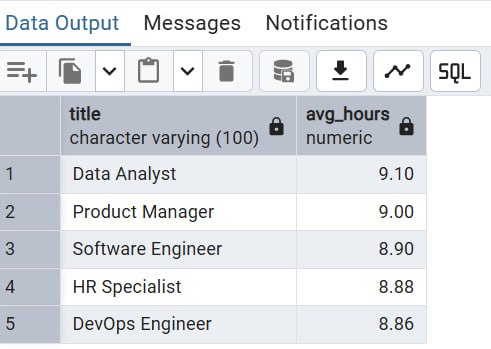 Data Output Messages Notifications
SQL
title avg_hours
character varying (100) numeric
1 Data Analyst 9.10
2 Product Manager 9.00
3 Software Engineer 8.90
4 HR Specialist 8.88
5 DevOps Engineer 8.86